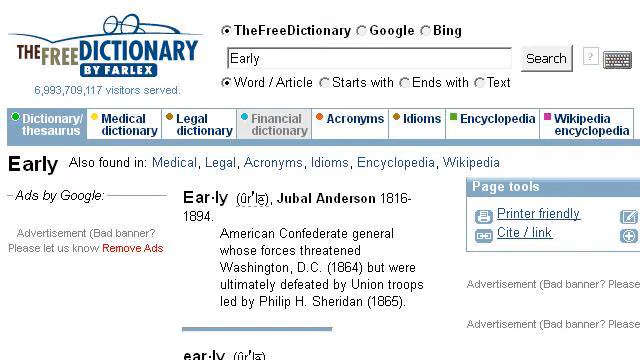 THEFREEDICTIONARY
BY FARLEX
6,993,709,117 visitors served.
TheFreeDictionary Google Bing
Early
Search ?
Word / Article Starts with Ends with Text
Dictionary/ thesaurus
Medical dictionary
Legal dictionary
Financial dictionary
Acronyms
Idioms
Encyclopedia
Wikipedia encyclopedia
Early Also found in: Medical, Legal, Acronyms, Idioms, Encyclopedia, Wikipedia
Ads by Google:
Advertisement (Bad banner?
Please let us know Remove Ads
Ear·ly (ûr′lē), Jubal Anderson 1816-
1894.
American Confederate general
whose forces threatened
Washington, D.C. (1864) but were
ultimately defeated by Union troops
led by Philip H. Sheridan (1865).
ear·ly (ûr′lē)
Page tools
Printer friendly
Cite / link
Advertisement (Bad banner? Please
Advertisement (Bad banner? Please